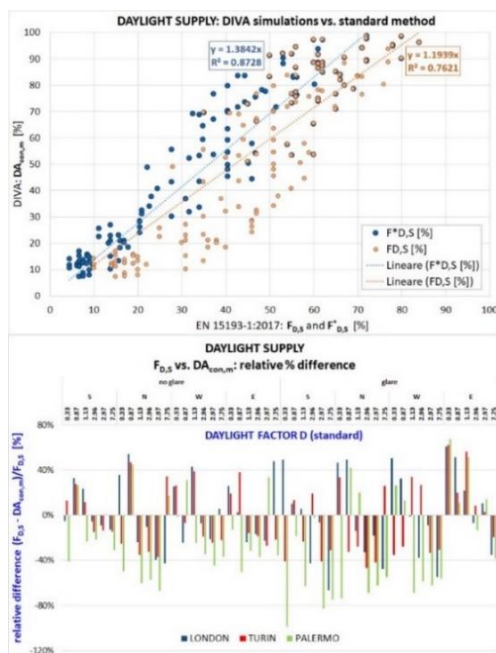 DAYLIGHT SUPPLY: DIVA simulations vs. standard method
100
90
80
70
60
50
40
30
20
10
0
DIVA: DAcon,m [%]
y = 1.3842x
R² = 0.8728
y = 1.1939x
R² = 0.7621
F*D,S [%]
FD,S [%]
Lineare (F*D,S [%])
Lineare (FD,S [%])
0 10 20 30 40 50 60 70 80 90 100
EN 15193-1:2017: FD,S and F*D,S [%]
DAYLIGHT SUPPLY
FD,S vs. DAcon,m: relative % difference
no glare glare
S N W E S N W E
DAYLIGHT FACTOR D (standard)
80%
40%
0%
-40%
-80%
-120%
relative difference (FD,S - DAcon,m)/FD,S [%]
LONDON TURIN PALERMO